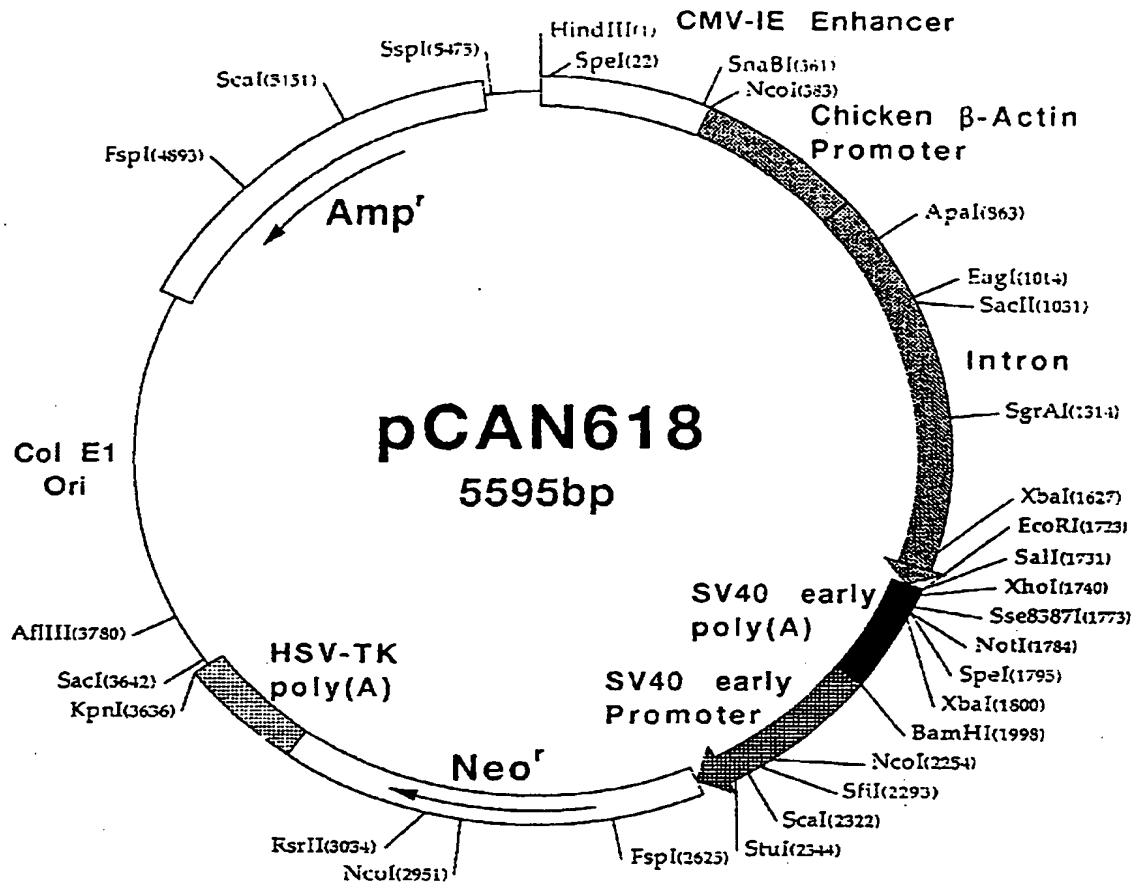 HindIII(1)
CMV-IE Enhancer
SspI(5473)
SpeI(22)
SnaBI(361)
ScaI(5151)
NcoI(383)
Chicken β-Actin
Promoter
FspI(4893)
Ampʳ
ApaI(863)
EagI(1014)
SacII(1031)
Intron
pCAN618
5595bp
SgrAI(1314)
Col E1
Ori
XbaI(1627)
EcoRI(1723)
SalI(1731)
XhoI(1740)
Sse8387I(1773)
NotI(1784)
SpeI(1795)
XbaI(1800)
BamHI(1998)
SV40 early
poly(A)
SV40 early
Promoter
AflIII(3780)
SacI(3642)
KpnI(3636)
HSV-TK
poly(A)
NcoI(2254)
SfiI(2293)
ScaI(2322)
StuI(2344)
Neoʳ
RsrII(3034)
NcoI(2951)
FspI(2625)